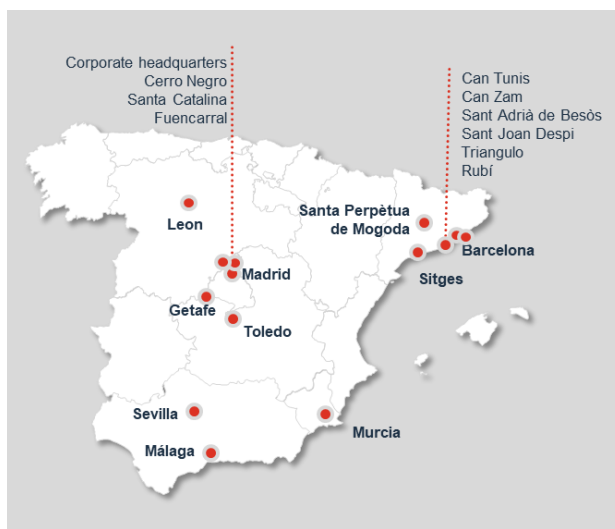 Corporate headquarters
Cerro Negro
Santa Catalina
Fuencarral
Can Tunis
Can Zam
Sant Adrià de Besòs
Sant Joan Despi
Triangulo
Rubí
Leon
Santa Perpètua
de Mogoda
Barcelona
Sitges
Madrid
Getafe
Toledo
Sevilla
Murcia
Málaga